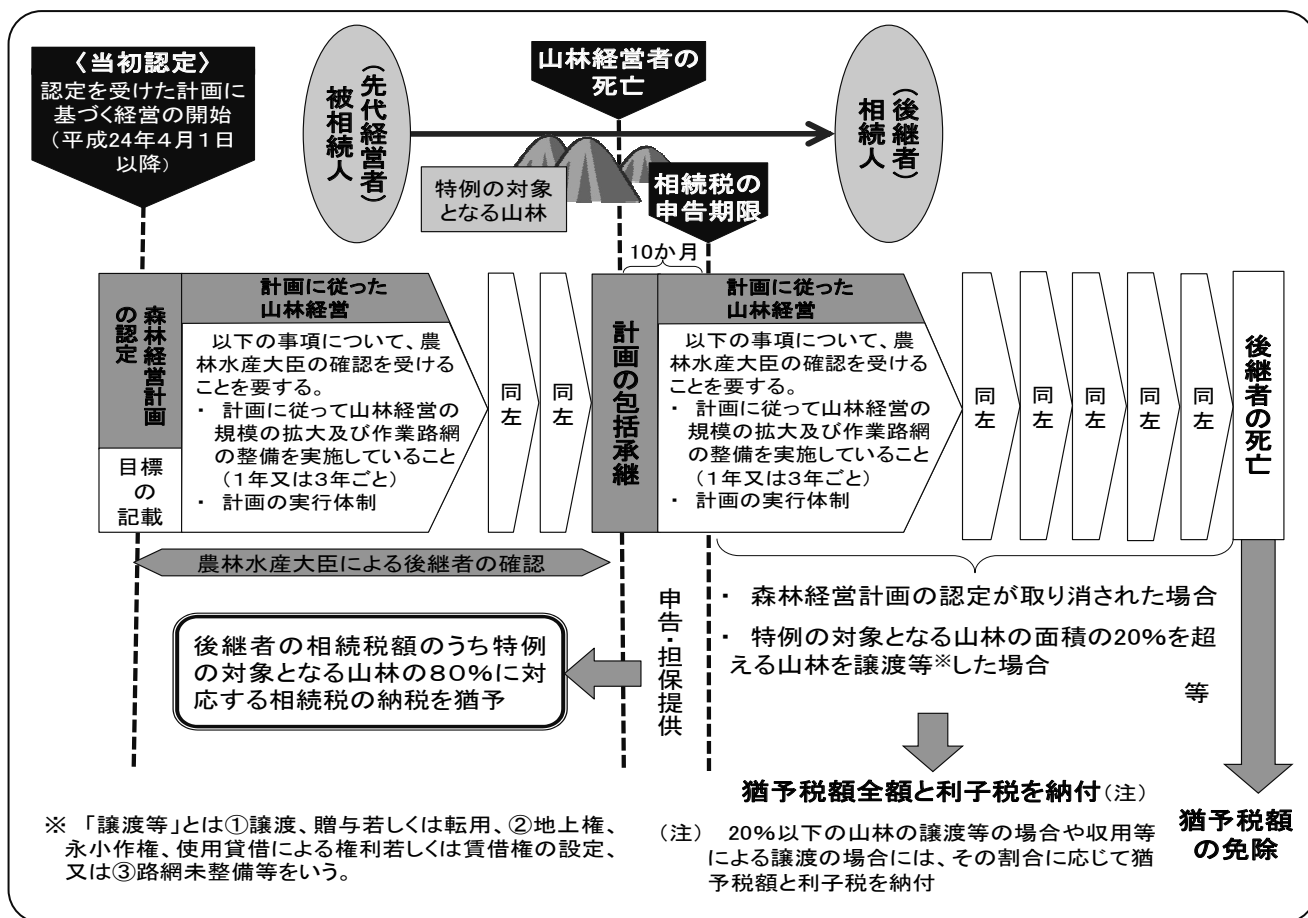 〈当初認定〉
認定を受けた計画に
基づく経営の開始
(平成24年4月1日
以降)
被相続人
(先代経営者)
山林経営者の
死亡
相続人
(後継者)
特例の対象
となる山林
相続税の
申告期限
10か月
森林経営計画
の認定
目標
の
記載
計画に従った
山林経営
以下の事項について、農
林水産大臣の確認を受ける
ことを要する。
・ 計画に従って山林経営の
規模の拡大及び作業路網
の整備を実施していること
(1年又は3年ごと)
・ 計画の実行体制
同左
同左
計画の包括承継
計画に従った
山林経営
以下の事項について、農
林水産大臣の確認を受ける
ことを要する。
・ 計画に従って山林経営の
規模の拡大及び作業路網
の整備を実施していること
(1年又は3年ごと)
・ 計画の実行体制
同左
同左
同左
同左
同左
後継者の死亡
農林水産大臣による後継者の確認
後継者の相続税額のうち特例
の対象となる山林の80%に対
応する相続税の納税を猶予
申告・担保提供
・ 森林経営計画の認定が取り消された場合
・ 特例の対象となる山林の面積の20%を超
える山林を譲渡等※した場合
等
猶予税額全額と利子税を納付(注)
(注) 20%以下の山林の譲渡等の場合や収用等
による譲渡の場合には、その割合に応じて猶
予税額と利子税を納付
猶予税額
の免除
※ 「譲渡等」とは①譲渡、贈与若しくは転用、②地上権、
永小作権、使用貸借による権利若しくは賃借権の設定、
又は③路網未整備等をいう。